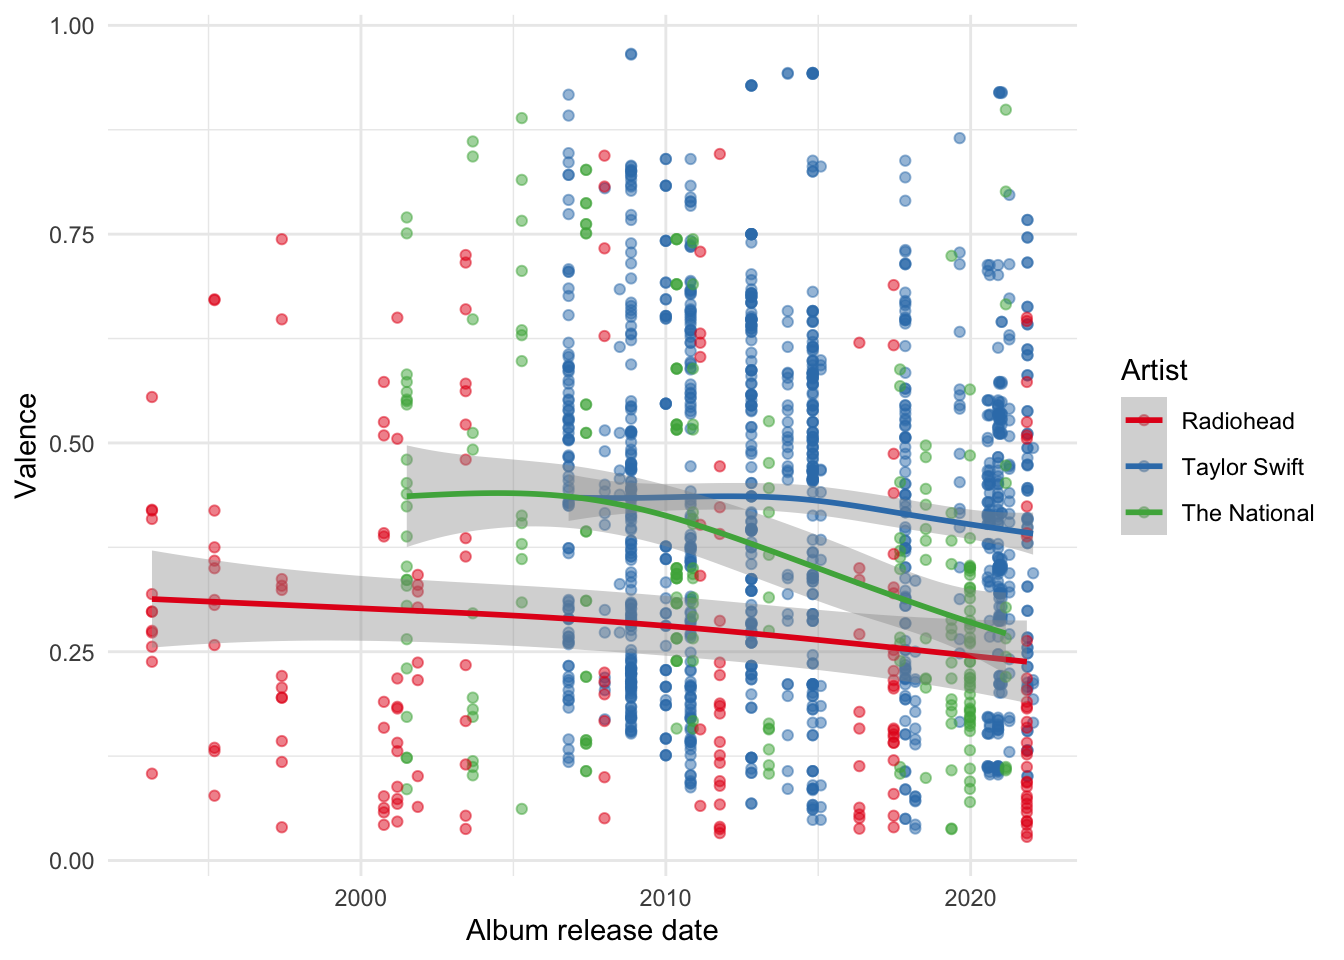 1.00
0.75
0.50
0.25
0.00
Valence
2000
2010
2020
Album release date
Artist
Radiohead
Taylor Swift
The National